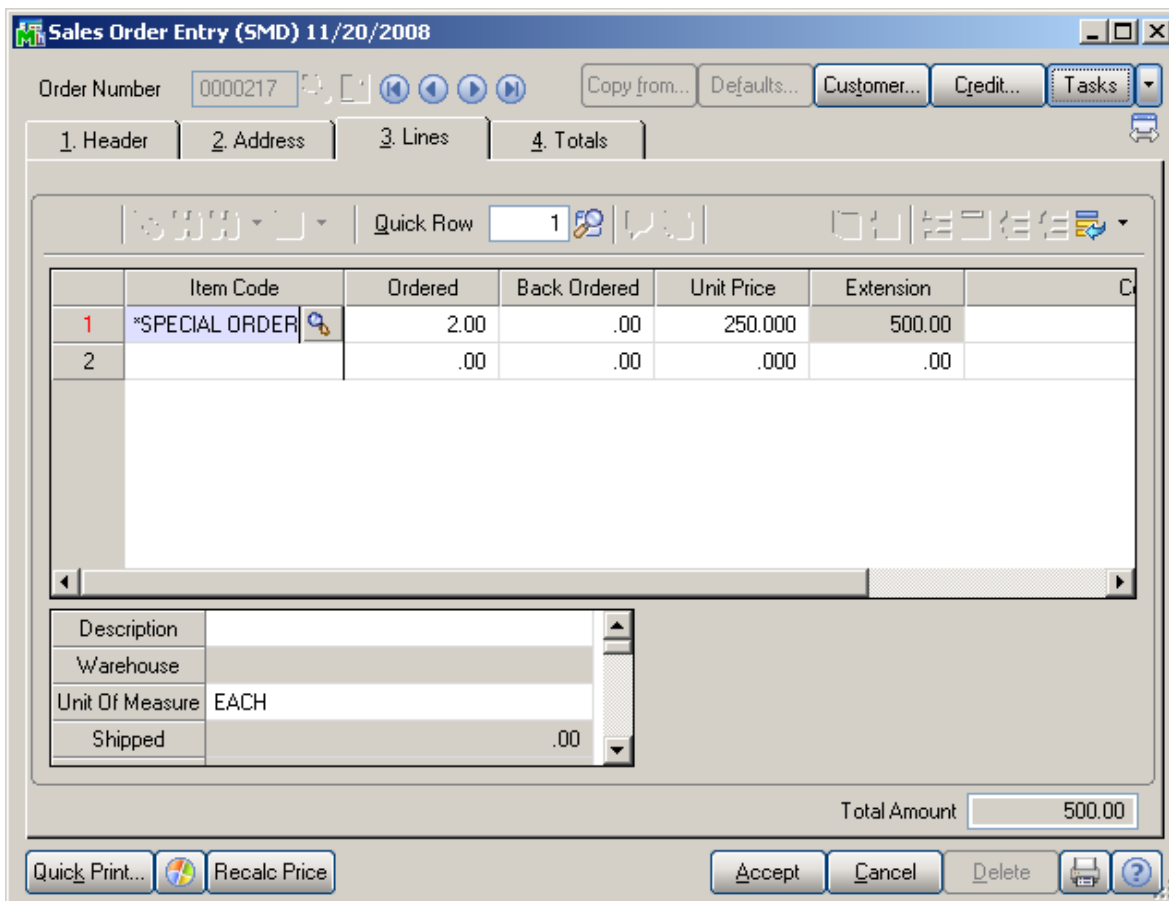 Sales Order Entry (SMD) 11/20/2008
Order Number 0000217 Copy from... Defaults... Customer... Credit... Tasks
1. Header 2. Address 3. Lines 4. Totals
Quick Row 1
Item Code Ordered Back Ordered Unit Price Extension
1 *SPECIAL ORDER 2.00 .00 250.000 500.00
2 .00 .00 .000 .00
Description
Warehouse
Unit Of Measure EACH
Shipped .00
Total Amount 500.00
Quick Print... Recalc Price Accept Cancel Delete